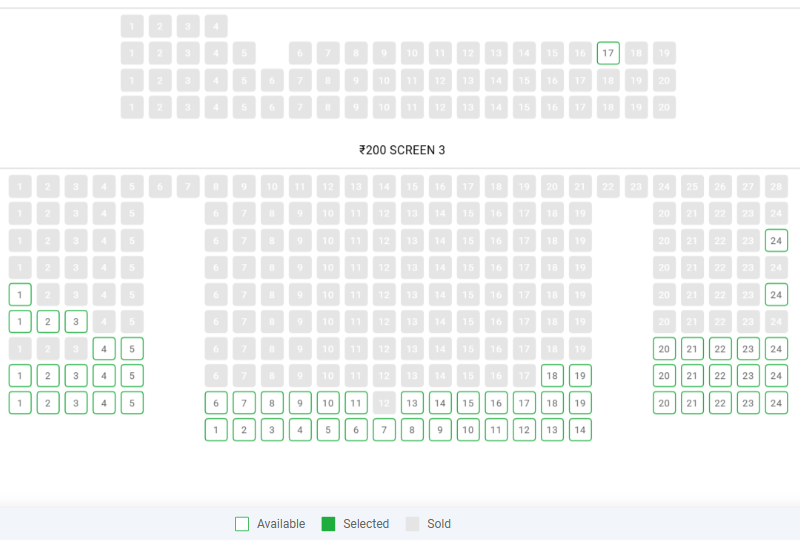 1 2 3 4
1 2 3 4 5 6 7 8 9 10 11 12 13 14 15 16 17 18 19
1 2 3 4 5 6 7 8 9 10 11 12 13 14 15 16 17 18 19 20
1 2 3 4 5 6 7 8 9 10 11 12 13 14 15 16 17 18 19 20
₹200 SCREEN 3
1 2 3 4 5 6 7 8 9 10 11 12 13 14 15 16 17 18 19 20 21 22 23 24 25 26 27 28
1 2 3 4 5 6 7 8 9 10 11 12 13 14 15 16 17 18 19 20 21 22 23 24
1 2 3 4 5 6 7 8 9 10 11 12 13 14 15 16 17 18 19 20 21 22 23 24
1 2 3 4 5 6 7 8 9 10 11 12 13 14 15 16 17 18 19 20 21 22 23 24
1 2 3 4 5 6 7 8 9 10 11 12 13 14 15 16 17 18 19 20 21 22 23 24
1 2 3 4 5 6 7 8 9 10 11 12 13 14 15 16 17 18 19 20 21 22 23 24
1 2 3 4 5 6 7 8 9 10 11 12 13 14 15 16 17 18 19 20 21 22 23 24
1 2 3 4 5 6 7 8 9 10 11 12 13 14 15 16 17 18 19 20 21 22 23 24
1 2 3 4 5 6 7 8 9 10 11 12 13 14 15 16 17 18 19 20 21 22 23 24
1 2 3 4 5 6 7 8 9 10 11 12 13 14
Available Selected Sold